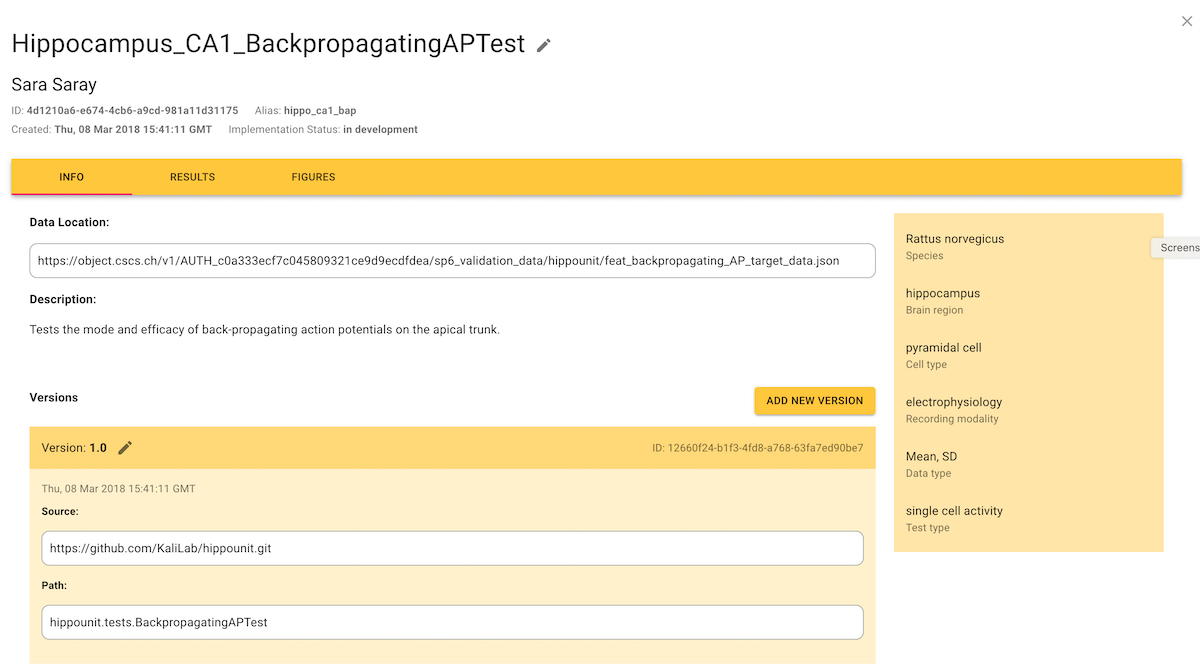 Hippocampus_CA1_BackpropagatingAPTest
Sara Saray
ID: 4d1210a6-e674-4cb6-a9cd-981a11d31175 Alias: hippo_ca1_bap
Created: Thu, 08 Mar 2018 15:41:11 GMT Implementation Status: in development
INFO RESULTS FIGURES
Data Location:
https://object.cscs.ch/v1/AUTH_c0a333ecf7c045809321ce9d9ecdfdea/sp6_validation_data/hippounit/feat_backpropagating_AP_target_data.json
Description:
Tests the mode and efficacy of back-propagating action potentials on the apical trunk.
Versions
ADD NEW VERSION
Version: 1.0 ID: 12660f24-b1f3-4fd8-a768-63fa7ed90be7
Thu, 08 Mar 2018 15:41:11 GMT
Source:
https://github.com/KaliLab/hippounit.git
Path:
hippounit.tests.BackpropagatingAPTest
Rattus norvegicus
Species
hippocampus
Brain region
pyramidal cell
Cell type
electrophysiology
Recording modality
Mean, SD
Data type
single cell activity
Test type
Screens